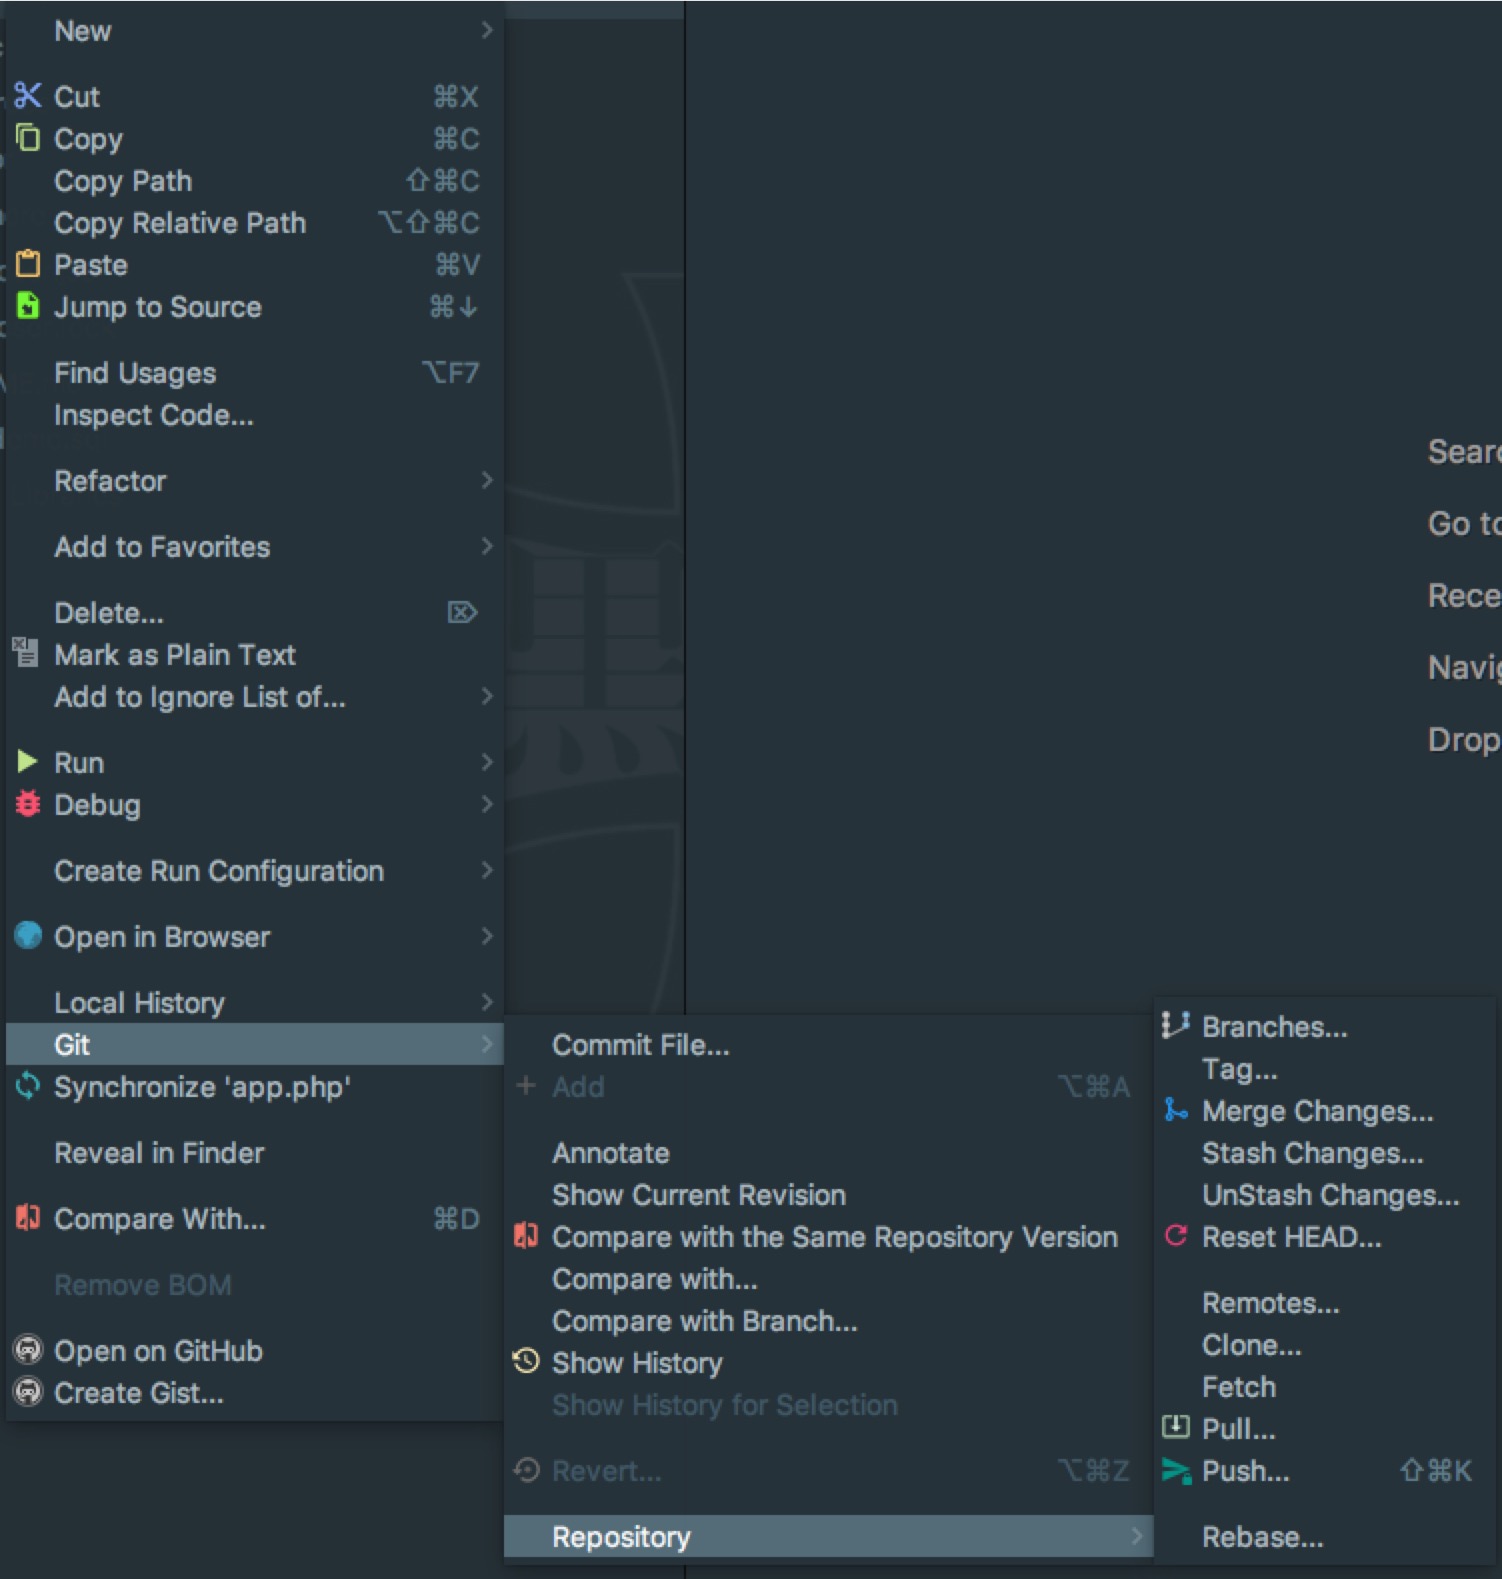 New
Cut ⌘X
Copy ⌘C
Copy Path ⇧⌘C
Copy Relative Path ⌥⇧⌘C
Paste ⌘V
Jump to Source ⌘↓
Find Usages ⌥F7
Inspect Code...
Refactor
Add to Favorites
Delete... ⌦
Mark as Plain Text
Add to Ignore List of...
Run
Debug
Create Run Configuration
Open in Browser
Local History
Git
Synchronize 'app.php'
Reveal in Finder
Compare With... ⌘D
Remove BOM
Open on GitHub
Create Gist...
Commit File...
Add ⌥⌘A
Annotate
Show Current Revision
Compare with the Same Repository Version
Compare with...
Compare with Branch...
Show History
Show History for Selection
Revert... ⌥⌘Z
Repository
Branches...
Tag...
Merge Changes...
Stash Changes...
UnStash Changes...
Reset HEAD...
Remotes...
Clone...
Fetch
Pull...
Push... ⇧⌘K
Rebase...
Sear
Go to
Rece
Navi
Drop